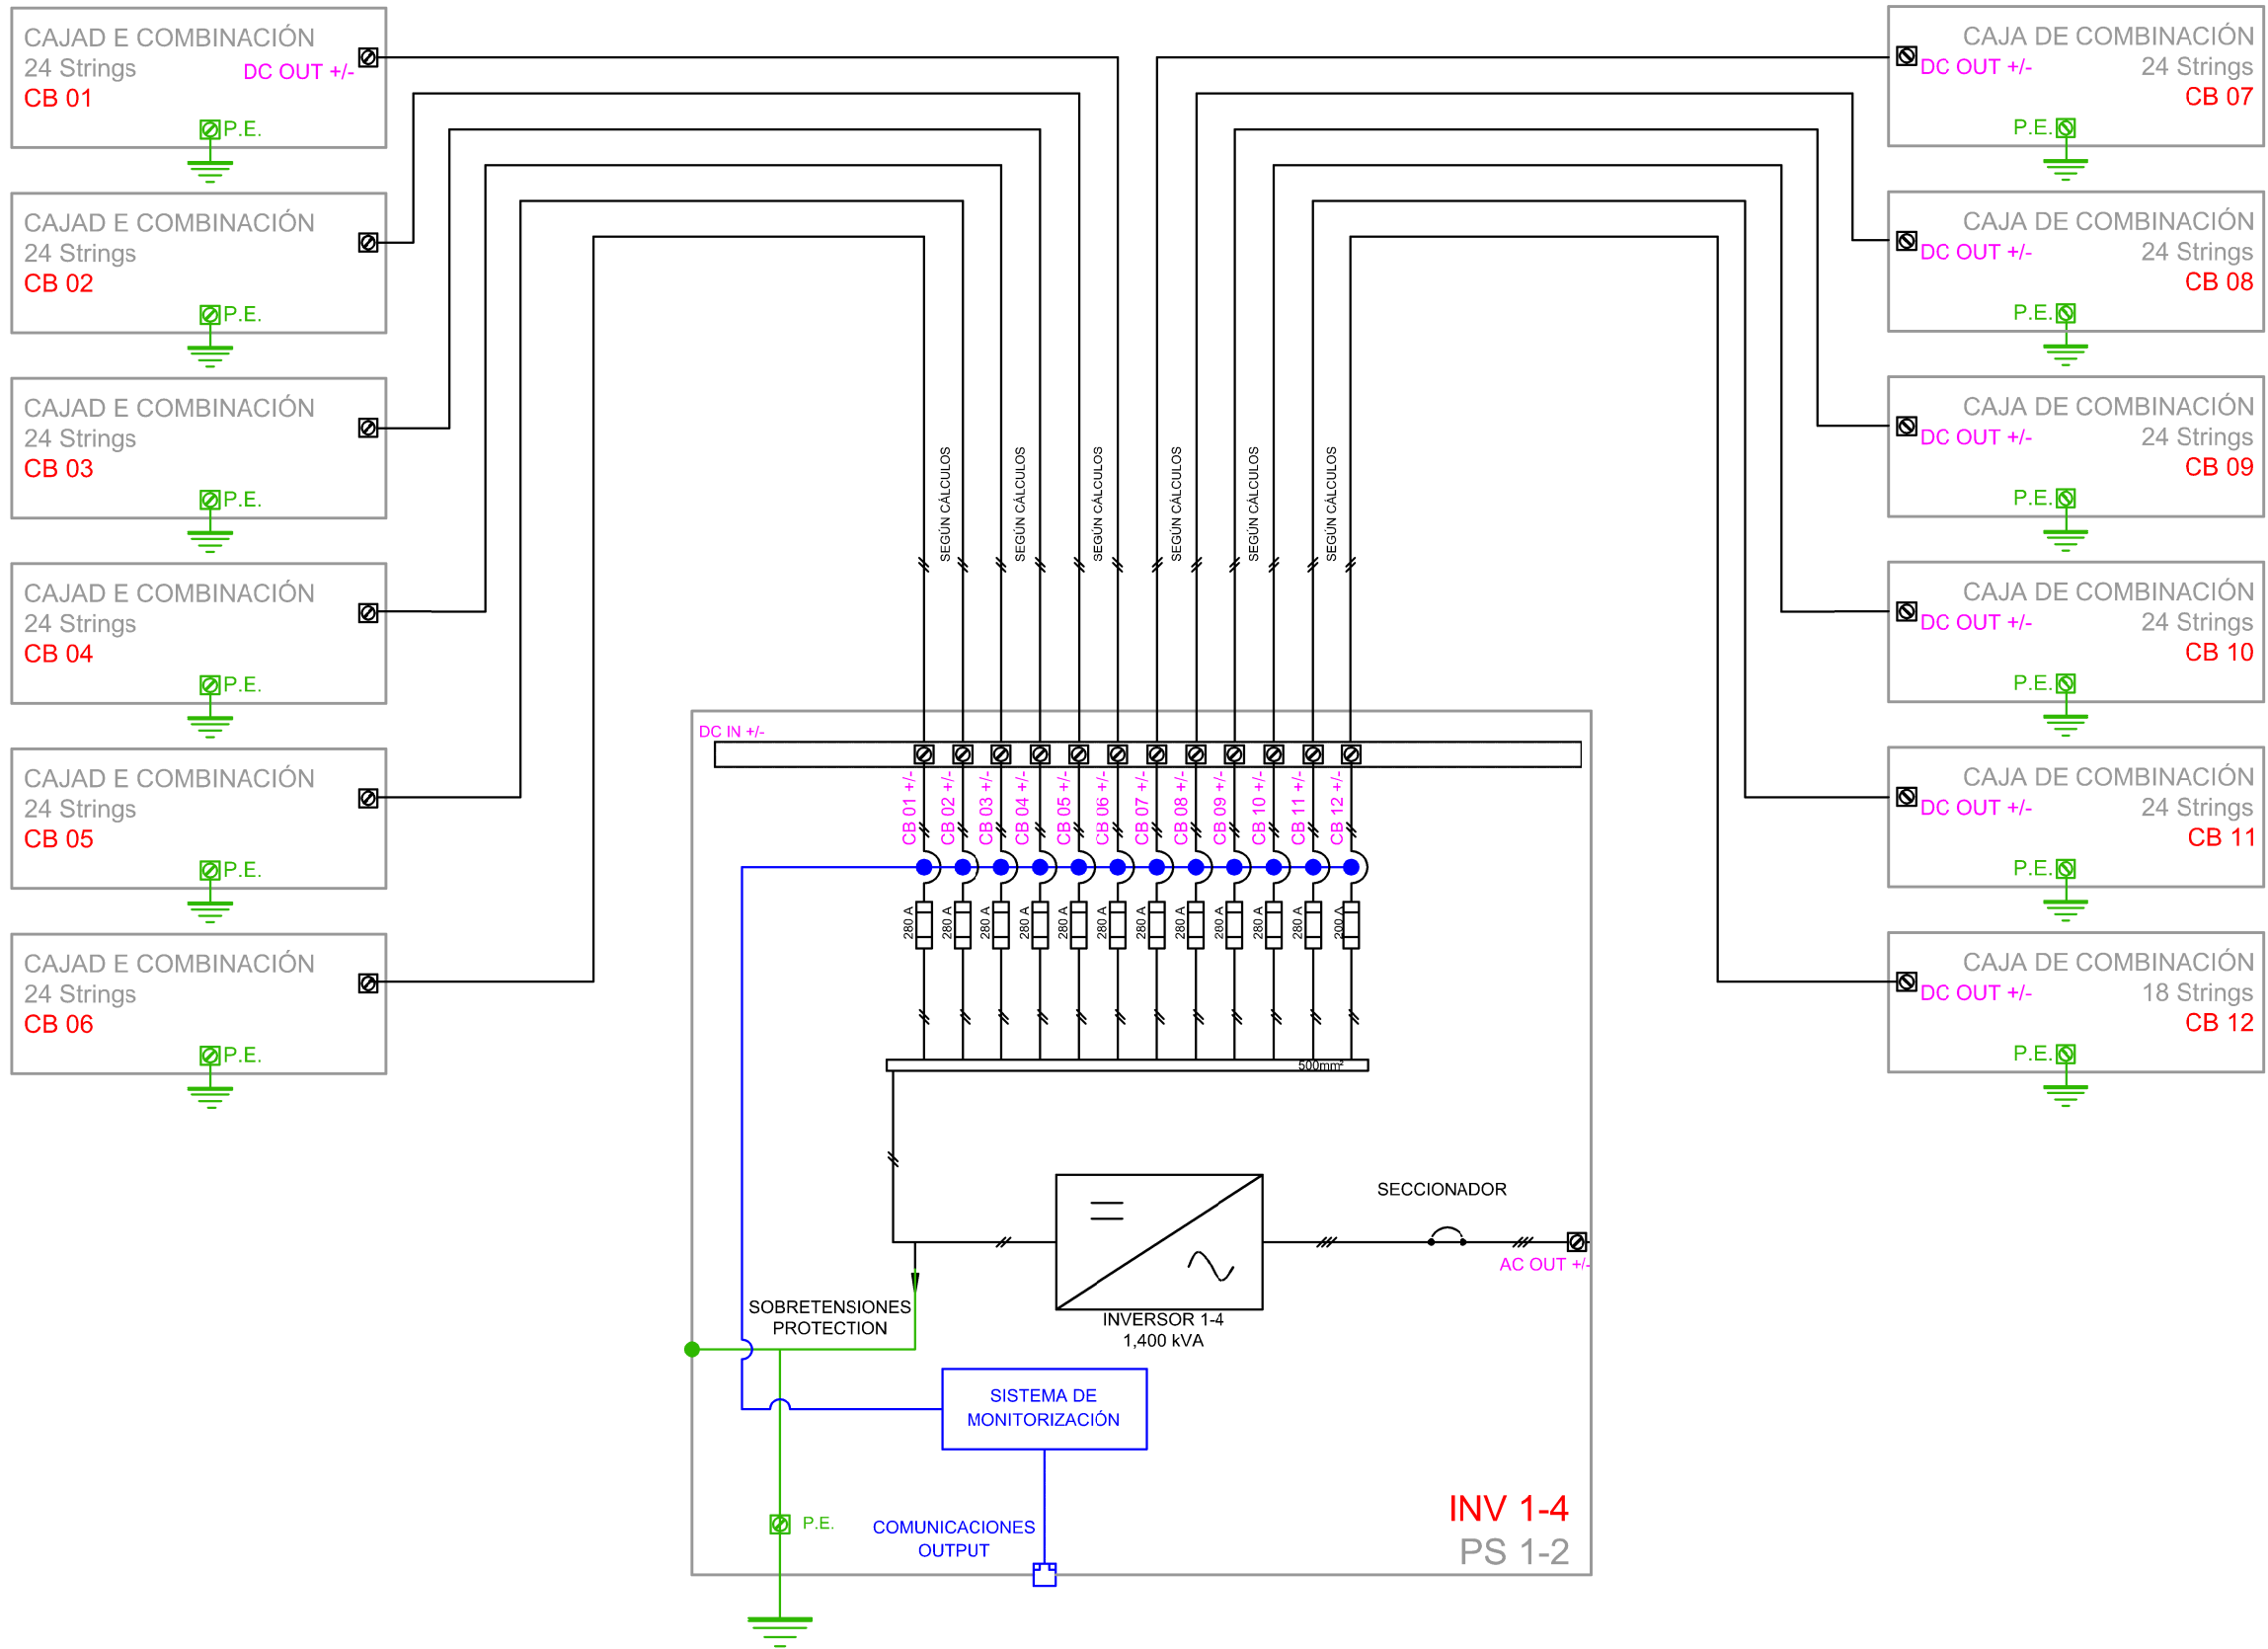 CAJAD E COMBINACIÓN
24 Strings
DC OUT +/-
CB 01
P.E.
CAJAD E COMBINACIÓN
24 Strings
CB 02
P.E.
CAJAD E COMBINACIÓN
24 Strings
CB 03
P.E.
CAJAD E COMBINACIÓN
24 Strings
CB 04
P.E.
CAJAD E COMBINACIÓN
24 Strings
CB 05
P.E.
CAJAD E COMBINACIÓN
24 Strings
CB 06
P.E.
CAJA DE COMBINACIÓN
DC OUT +/-
24 Strings
CB 07
P.E.
CAJA DE COMBINACIÓN
DC OUT +/-
24 Strings
CB 08
P.E.
CAJA DE COMBINACIÓN
DC OUT +/-
24 Strings
CB 09
P.E.
CAJA DE COMBINACIÓN
DC OUT +/-
24 Strings
CB 10
P.E.
CAJA DE COMBINACIÓN
DC OUT +/-
24 Strings
CB 11
P.E.
CAJA DE COMBINACIÓN
DC OUT +/-
18 Strings
CB 12
P.E.
SEGÚN CÁLCULOS
SEGÚN CÁLCULOS
SEGÚN CÁLCULOS
SEGÚN CÁLCULOS
SEGÚN CÁLCULOS
SEGÚN CÁLCULOS
DC IN +/-
CB 01 +/-
CB 02 +/-
CB 03 +/-
CB 04 +/-
CB 05 +/-
CB 06 +/-
CB 07 +/-
CB 08 +/-
CB 09 +/-
CB 10 +/-
CB 11 +/-
CB 12 +/-
280 A
280 A
280 A
280 A
280 A
280 A
280 A
280 A
280 A
280 A
280 A
200 A
500mm²
SECCIONADOR
AC OUT +/-
SOBRETENSIONES
PROTECTION
INVERSOR 1-4
1,400 kVA
SISTEMA DE
MONITORIZACIÓN
P.E.
COMUNICACIONES
OUTPUT
INV 1-4
PS 1-2